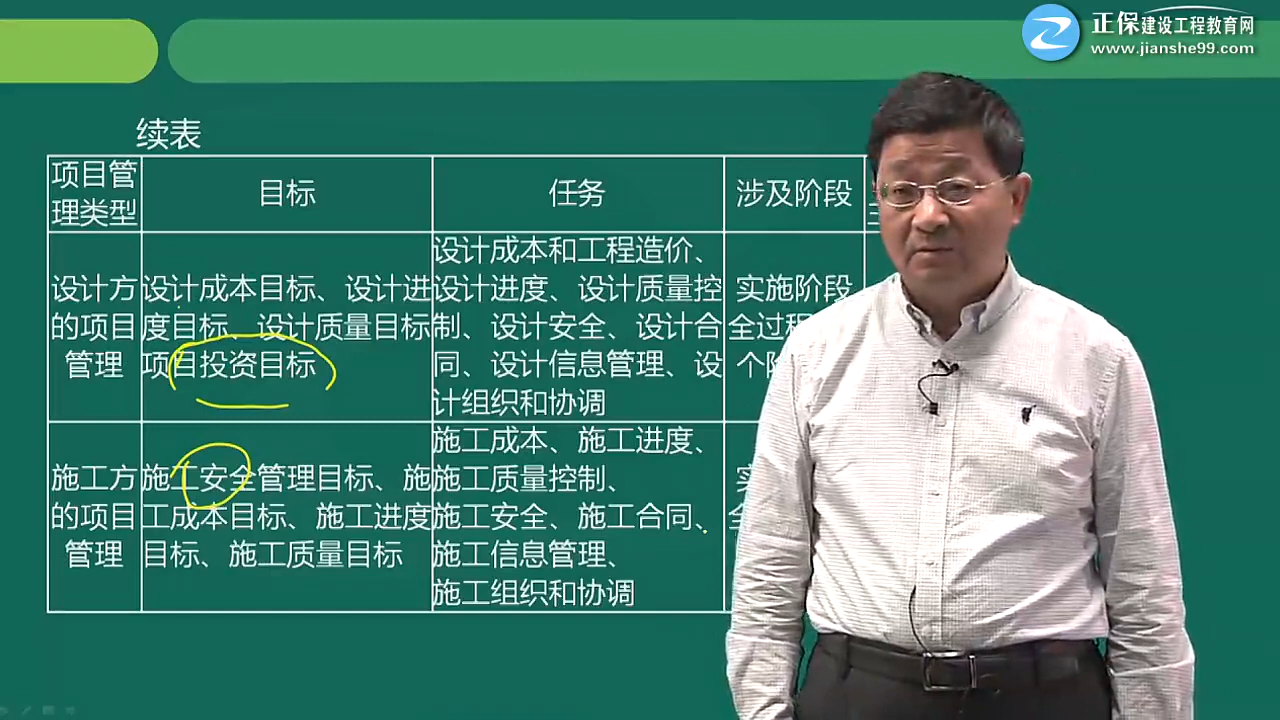 正保建设工程教育网
www.jianshe99.com
续表
项目管
理类型
目标
任务
涉及阶段
设计方
的项目
管理
设计成本目标、设计进
度目标、设计质量目标
项目投资目标
设计成本和工程造价、
设计进度、设计质量控
制、设计安全、设计合
同、设计信息管理、设
计组织和协调
实施阶段
全过程
个
施工方
的项目
管理
施工安全管理目标、施
工成本目标、施工进度
目标、施工质量目标
施工成本、施工进度、
施工质量控制、
施工安全、施工合同、
施工信息管理、
施工组织和协调